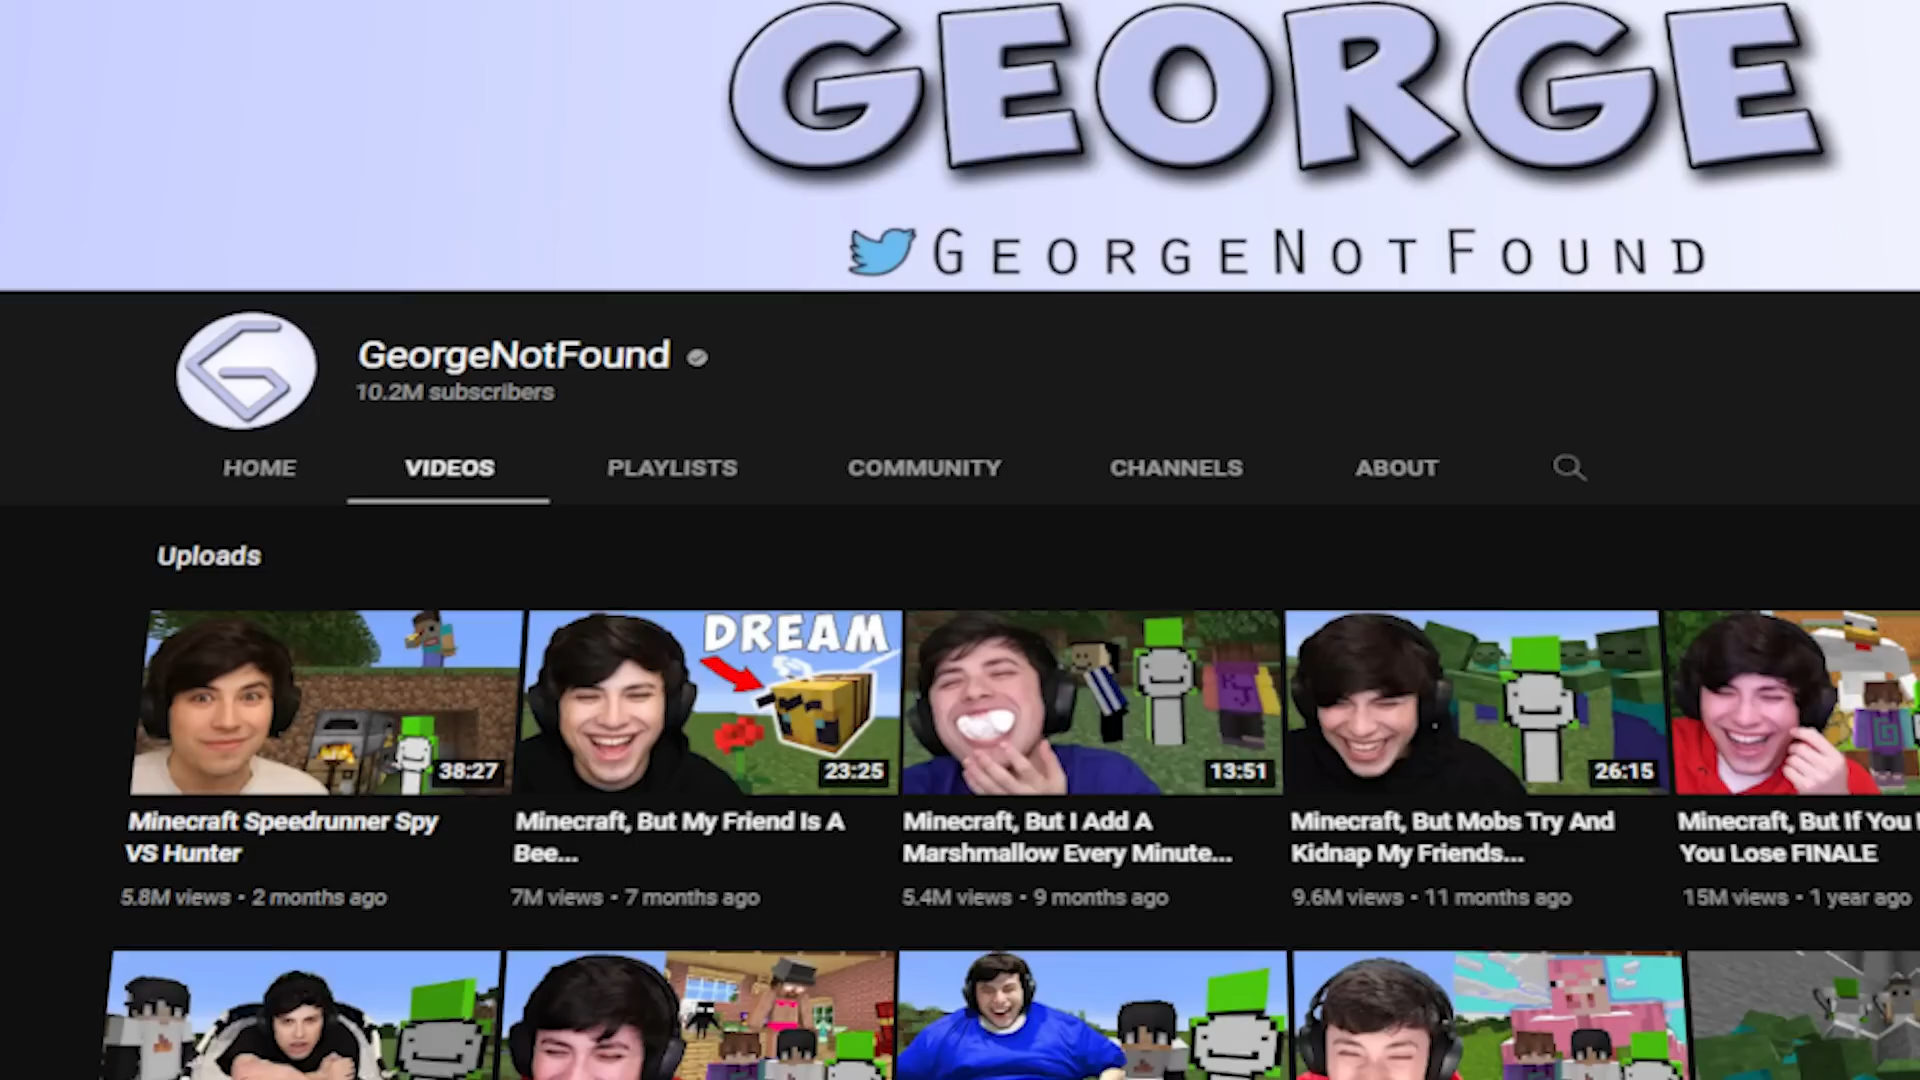 GEORGE
GEORGENOTFOUND
GeorgeNotFound
10.2M subscribers
HOME VIDEOS PLAYLISTS COMMUNITY CHANNELS ABOUT
Uploads
DREAM
38:27 23:25 13:51 26:15
Minecraft Speedrunner Spy
VS Hunter
5.8M views • 2 months ago
Minecraft, But My Friend Is A
Bee...
7M views • 7 months ago
Minecraft, But I Add A
Marshmallow Every Minute...
5.4M views • 9 months ago
Minecraft, But Mobs Try And
Kidnap My Friends...
9.6M views • 11 months ago
Minecraft, But If You
You Lose FINALE
15M views • 1 year ago